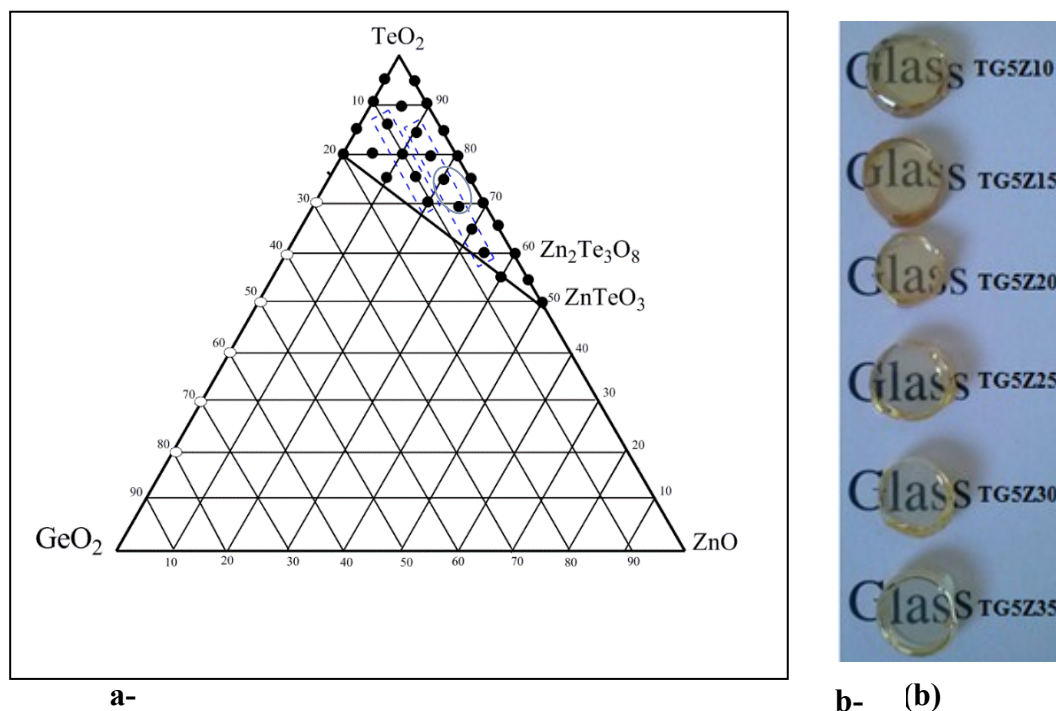 TeO₂
10
90
20
80
30
70
40
60
Zn₂Te₃O₈
50
50
ZnTeO₃
60
40
70
30
80
20
90
10
GeO₂
ZnO
10 20 30 40 50 60 70 80 90
a-
Glass TG5Z10
Glass TG5Z15
Glass TG5Z20
Glass TG5Z25
Glass TG5Z30
Glass TG5Z35
b- (b)